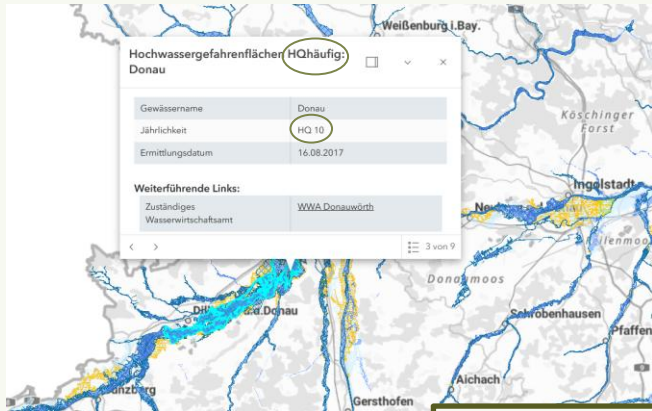 Weißenburg i.Bay.
Hochwassergefahrenflächen HQhäufig:
Donau
Gewässername Donau
Jährlichkeit HQ 10
Ermittlungsdatum 16.08.2017
Weiterführende Links:
Zuständiges WWA Donauwörth
Wasserwirtschaftsamt
3 von 9
Köschinger
Forst
Ingolstadt
Donaumoos
Schrobenhausen
Pfaffen
a.d.Donau
Aichach
Gersthofen